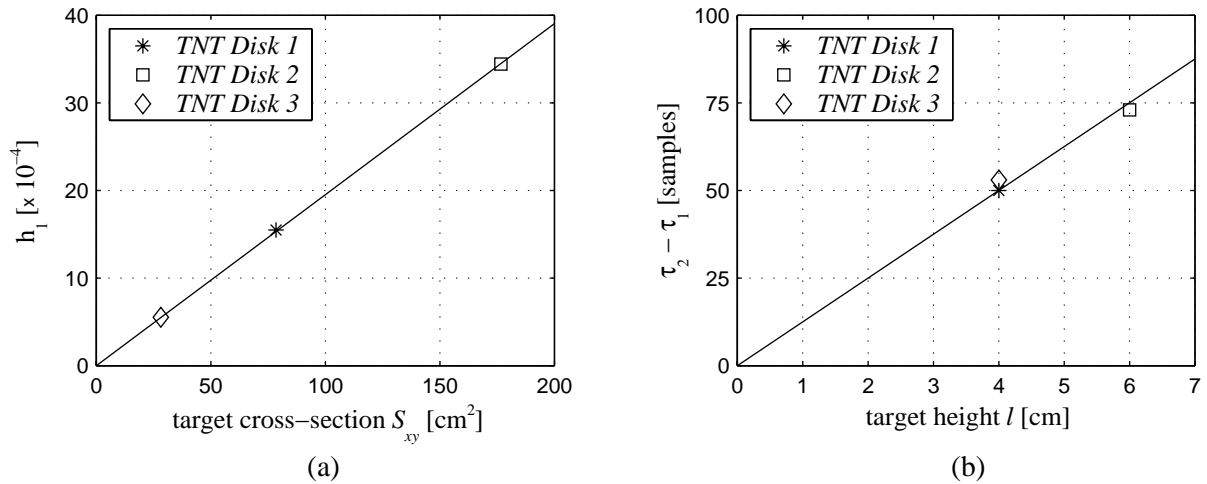 40
30
20
10
0
h₁ [x 10⁻⁴]
TNT Disk 1
TNT Disk 2
TNT Disk 3
0 50 100 150 200
target cross−section Sxy [cm²]
(a)
100
75
50
25
0
τ₂ − τ₁ [samples]
TNT Disk 1
TNT Disk 2
TNT Disk 3
0 1 2 3 4 5 6 7
target height l [cm]
(b)